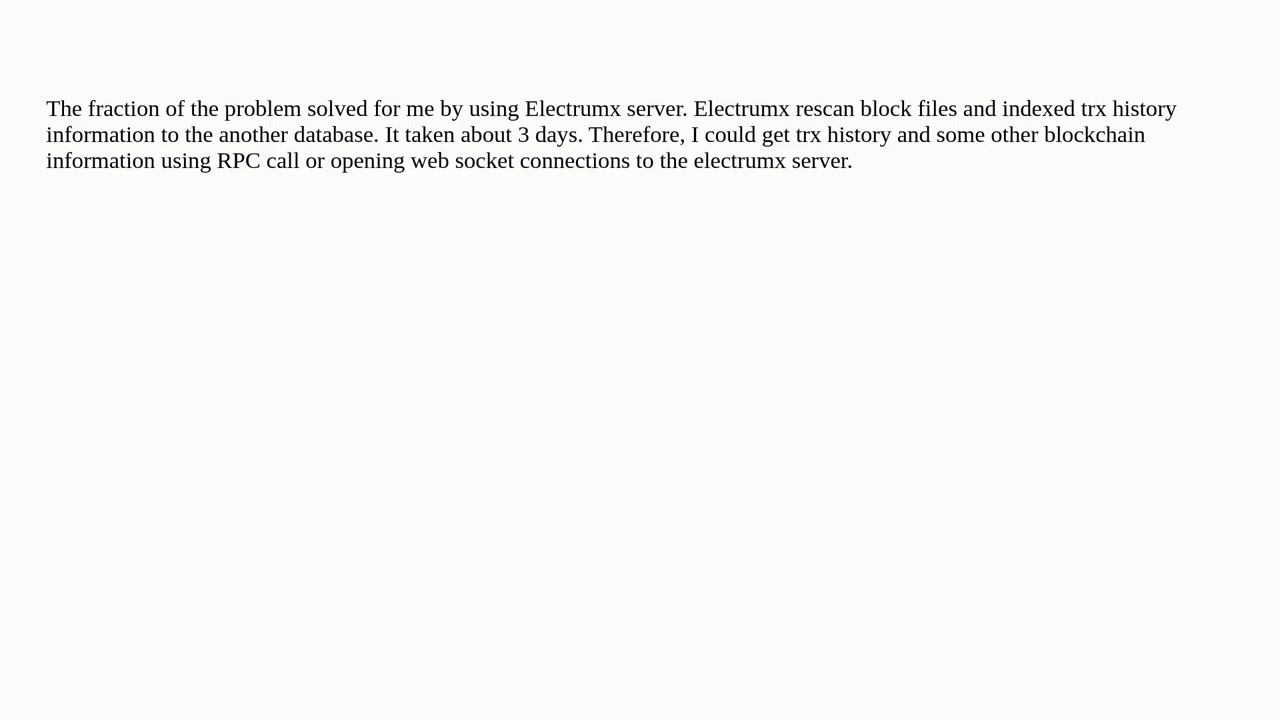 The fraction of the problem solved for me by using Electrumx server. Electrumx rescan block files and indexed trx history
information to the another database. It taken about 3 days. Therefore, I could get trx history and some other blockchain
information using RPC call or opening web socket connections to the electrumx server.